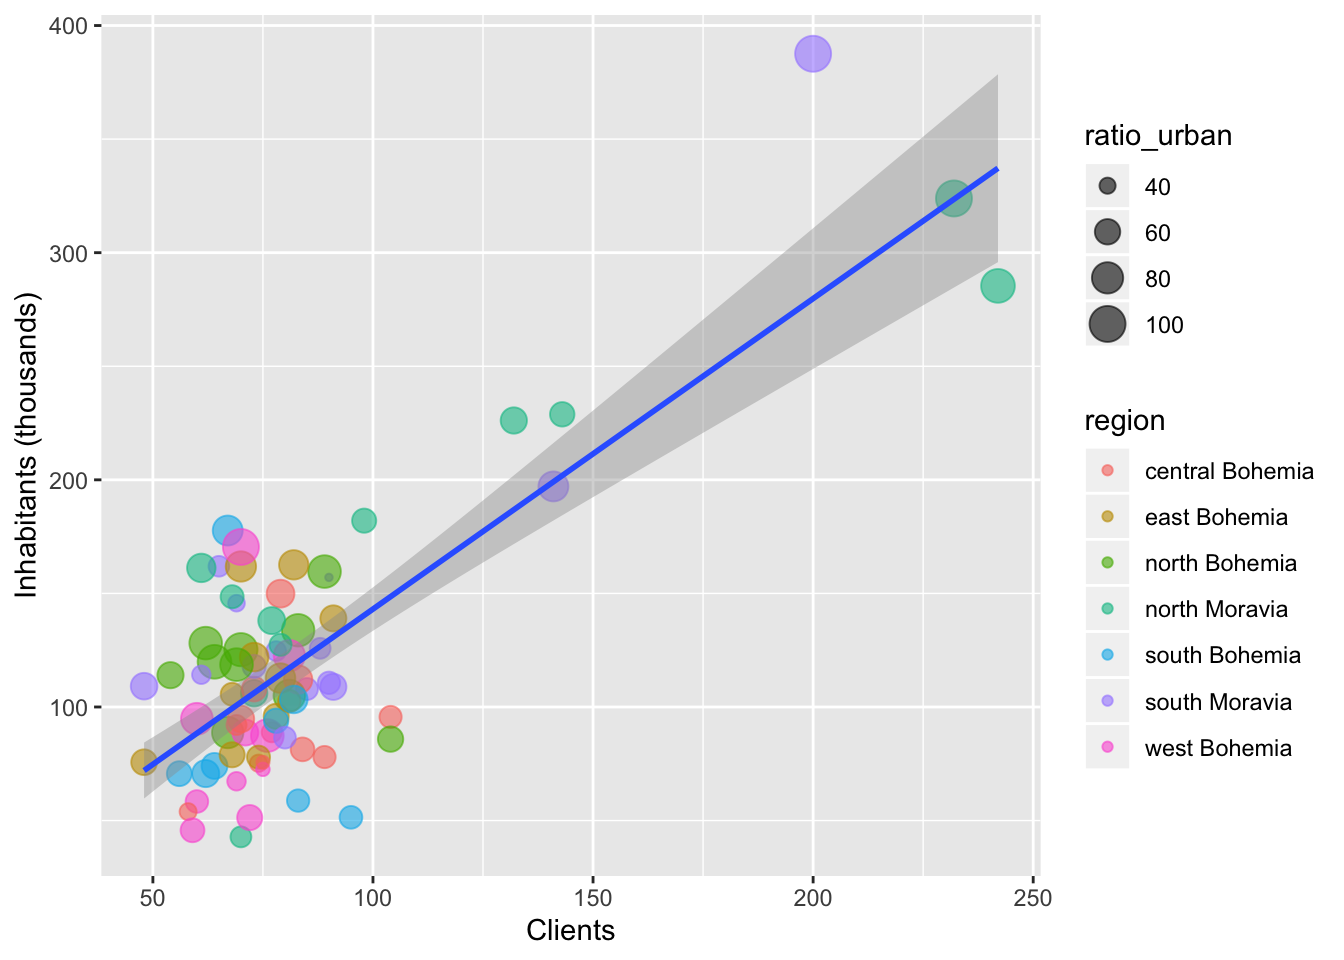 400
300
200
100
Inhabitants (thousands)
50
100
150
200
250
Clients
ratio_urban
40
60
80
100
region
central Bohemia
east Bohemia
north Bohemia
north Moravia
south Bohemia
south Moravia
west Bohemia